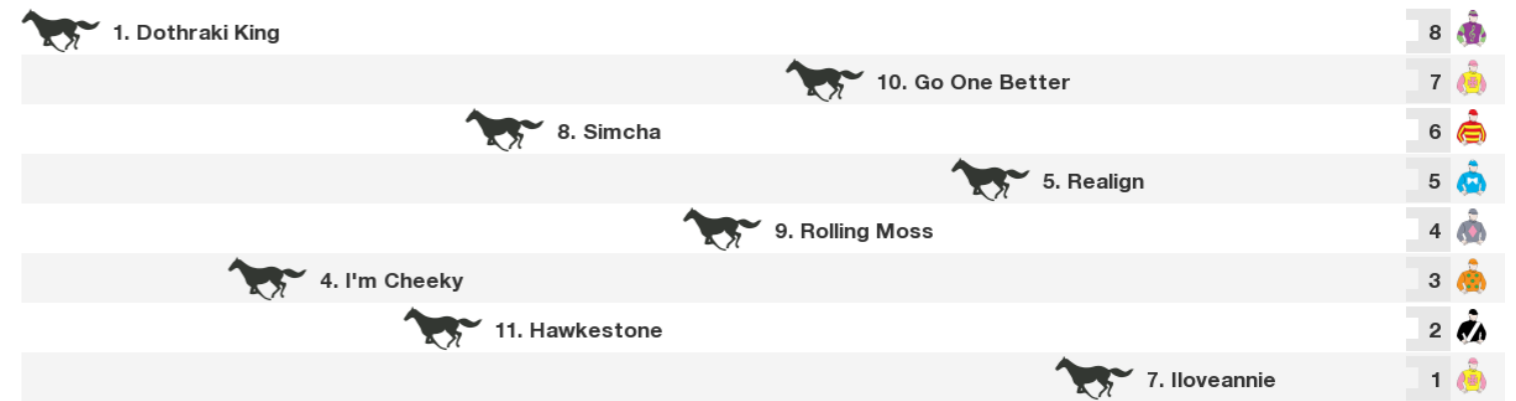 1. Dothraki King 8
10. Go One Better 7
8. Simcha 6
5. Realign 5
9. Rolling Moss 4
4. I'm Cheeky 3
11. Hawkestone 2
7. Iloveannie 1